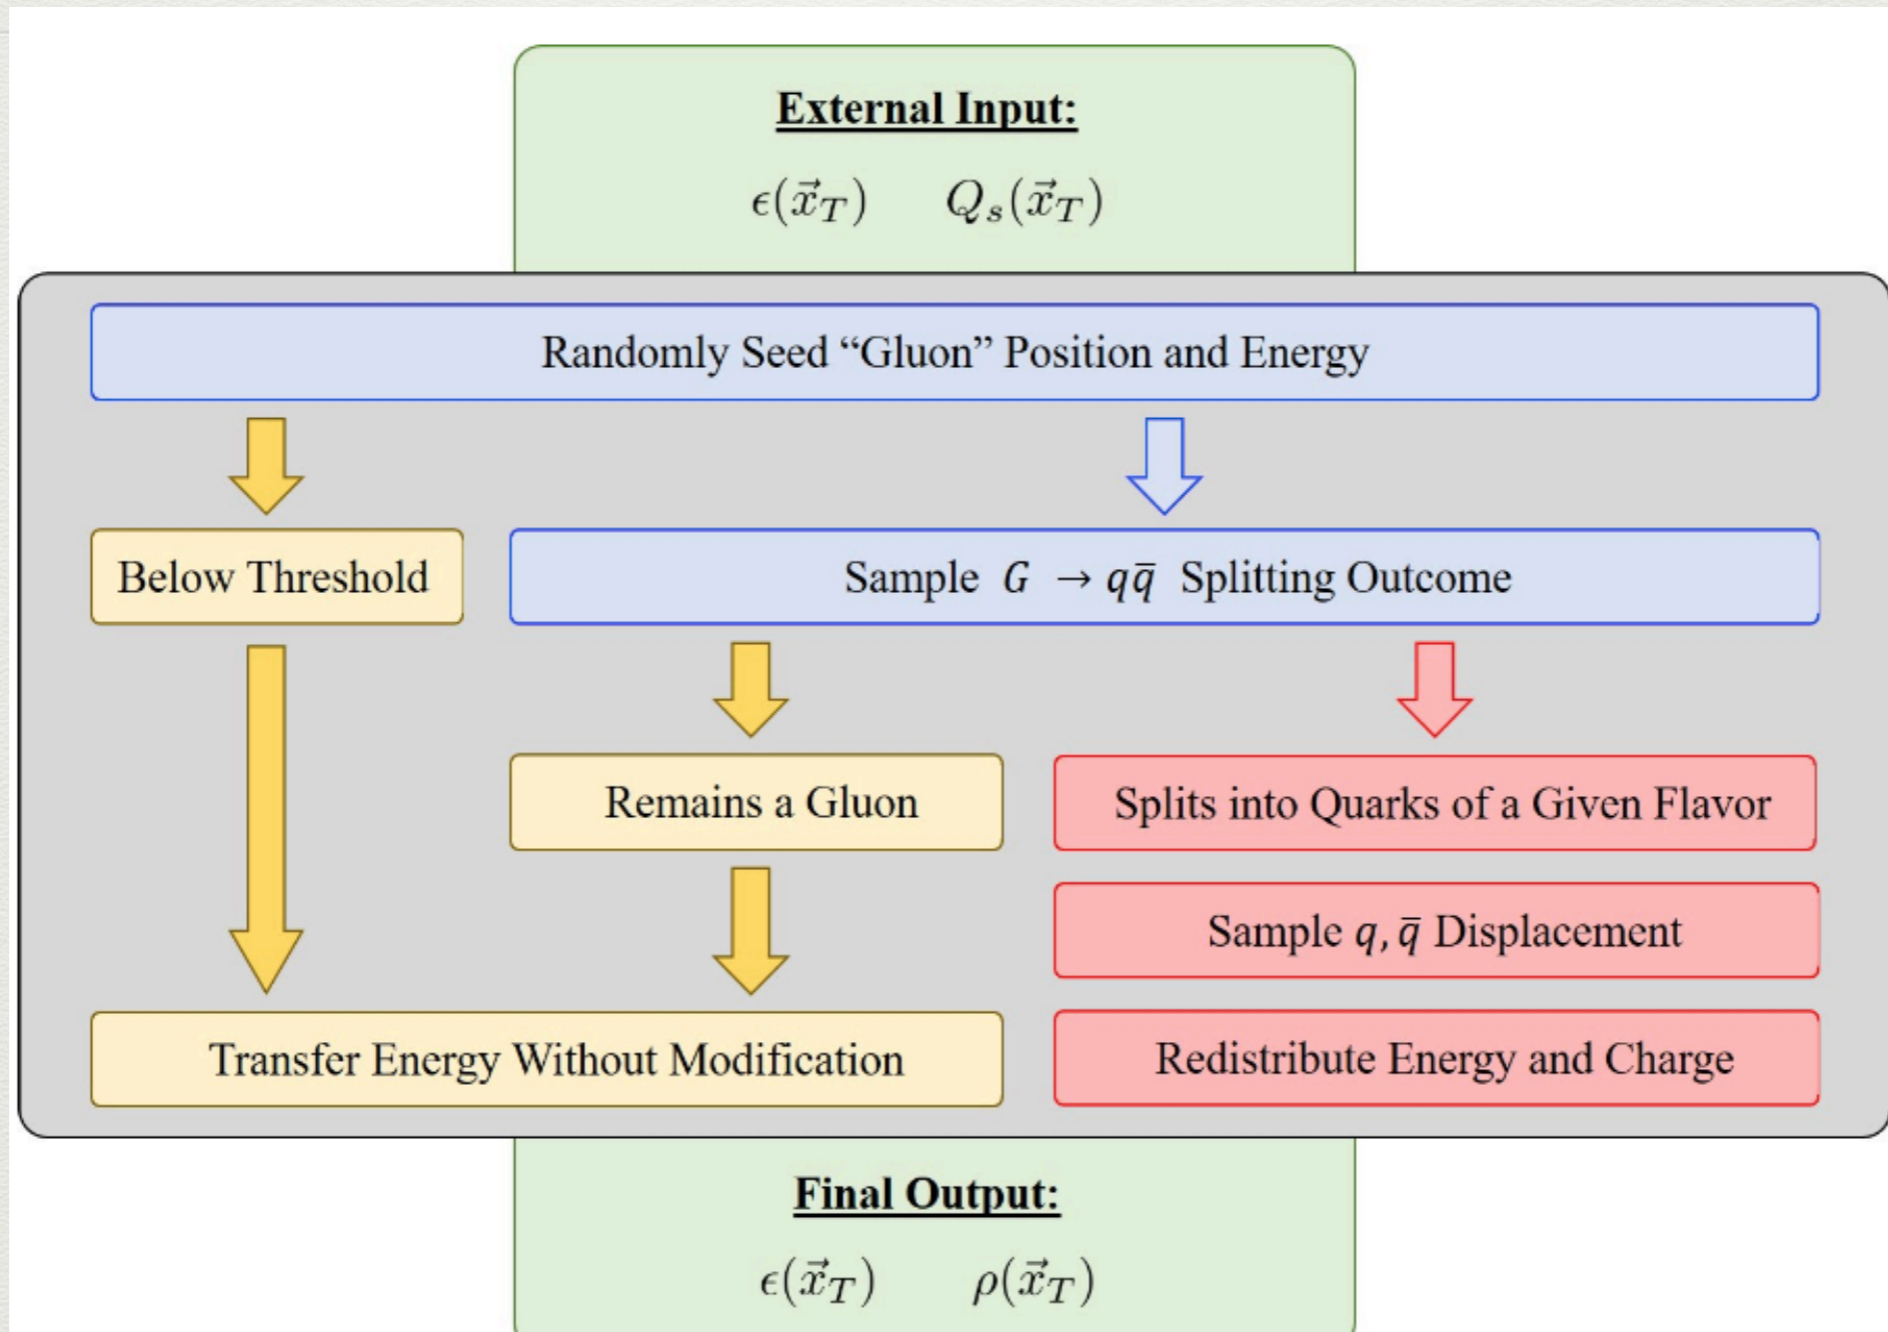 External Input:
ϵ(x⃗_T) Q_s(x⃗_T)
Randomly Seed “Gluon” Position and Energy
Below Threshold
Sample G → qq̄ Splitting Outcome
Remains a Gluon
Splits into Quarks of a Given Flavor
Sample q, q̄ Displacement
Transfer Energy Without Modification
Redistribute Energy and Charge
Final Output:
ϵ(x⃗_T) ρ(x⃗_T)